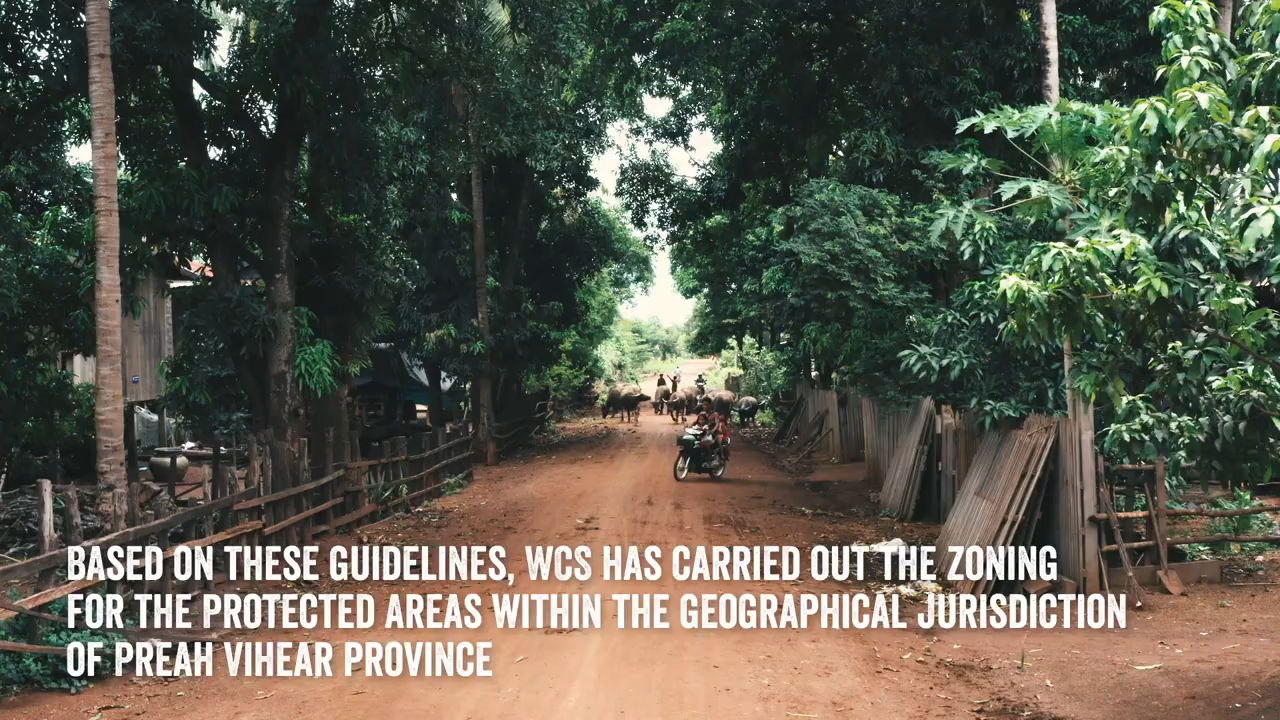 BASED ON THESE GUIDELINES, WCS HAS CARRIED OUT THE ZONING
FOR THE PROTECTED AREAS WITHIN THE GEOGRAPHICAL JURISDICTION
OF PREAH VIHEAR PROVINCE